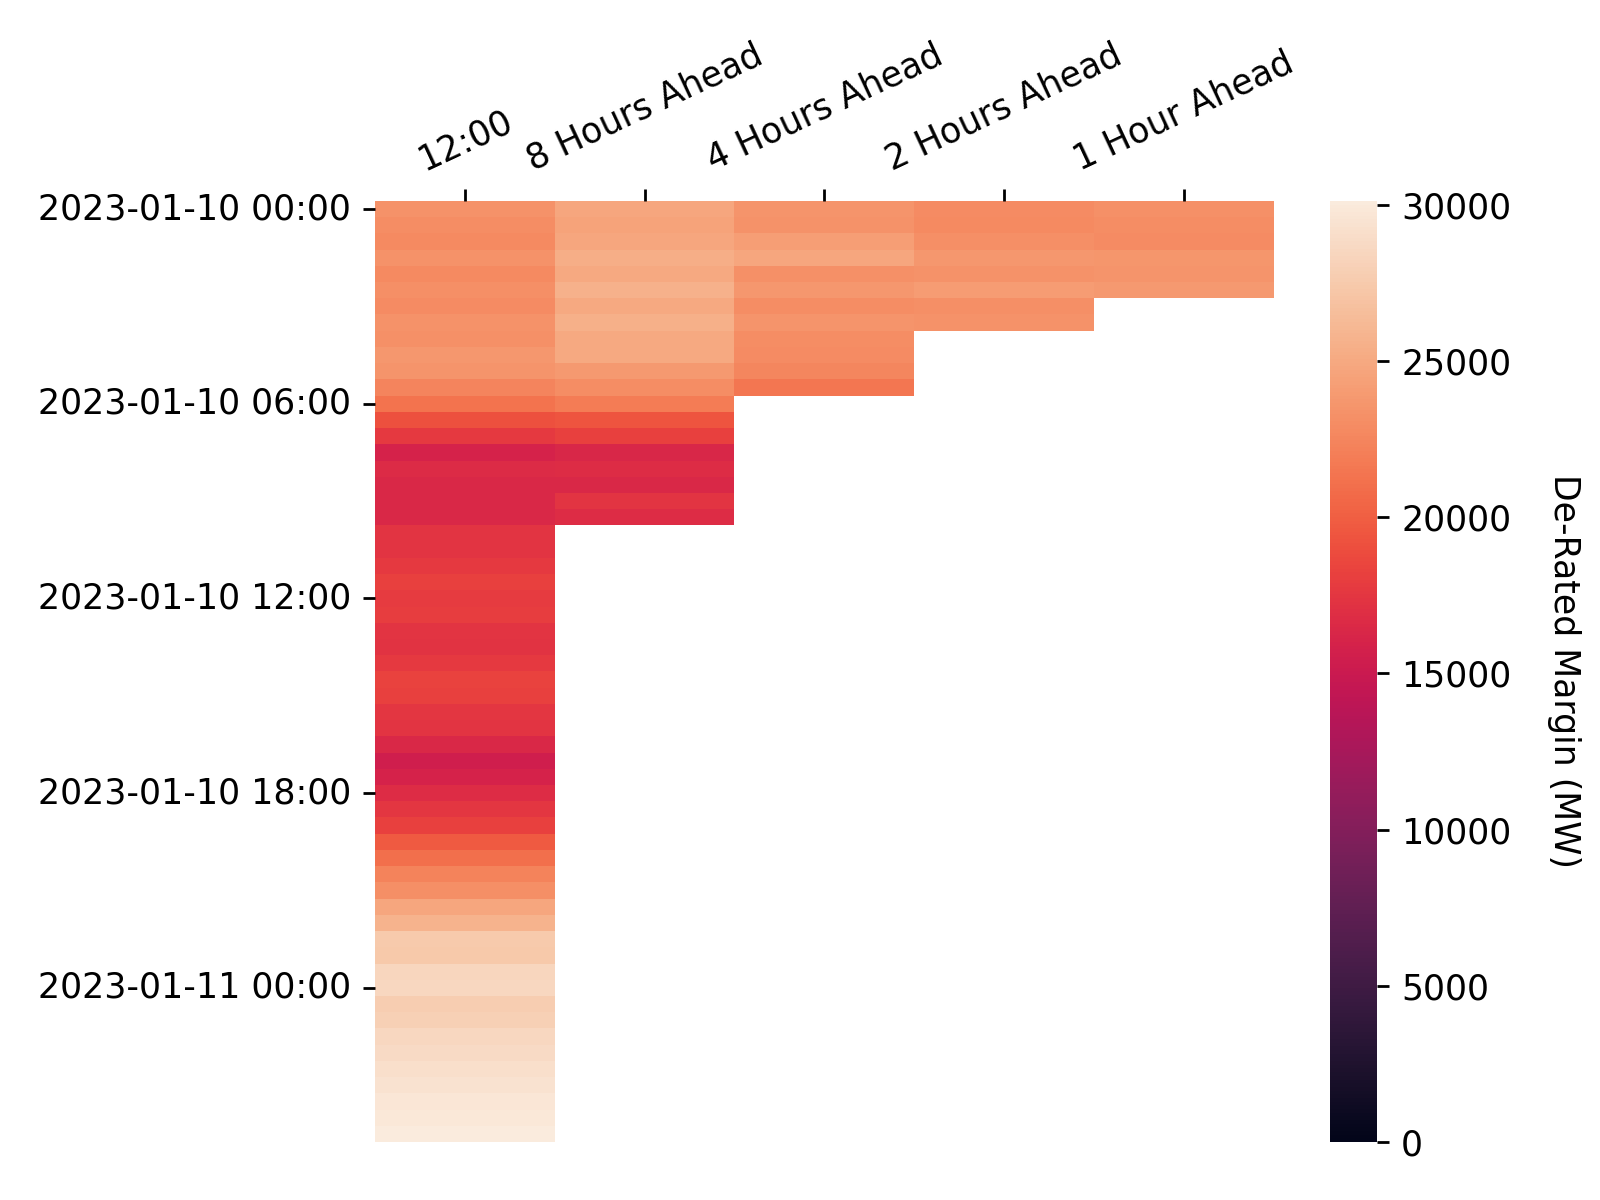 12:00
8 Hours Ahead
4 Hours Ahead
2 Hours Ahead
1 Hour Ahead
2023-01-10 00:00
2023-01-10 06:00
2023-01-10 12:00
2023-01-10 18:00
2023-01-11 00:00
30000
25000
20000
15000
10000
5000
0
De-Rated Margin (MW)